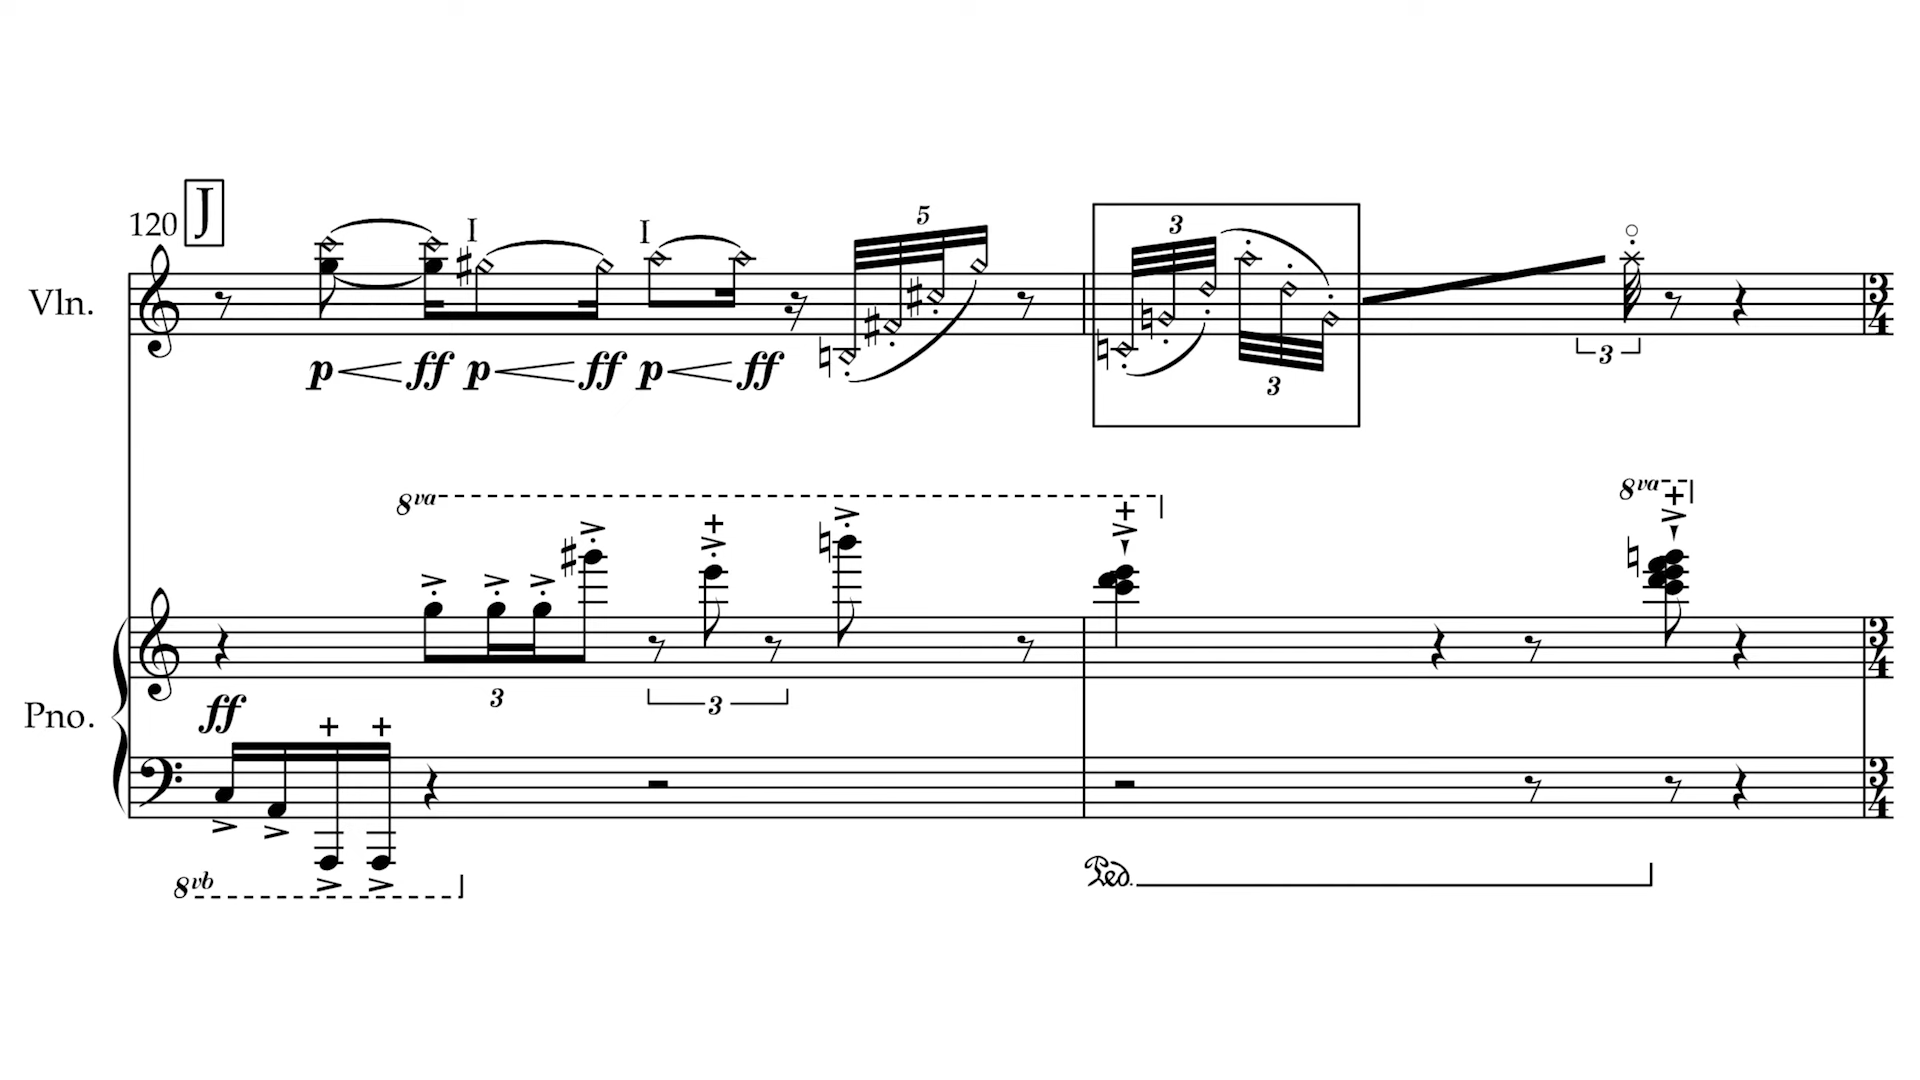 120 J
I I 5
Vln.
p ff p ff p ff
3 3 3
3
4
8va 8va
3
4
3 3
ff
Pno.
3
4
8vb
Ped.